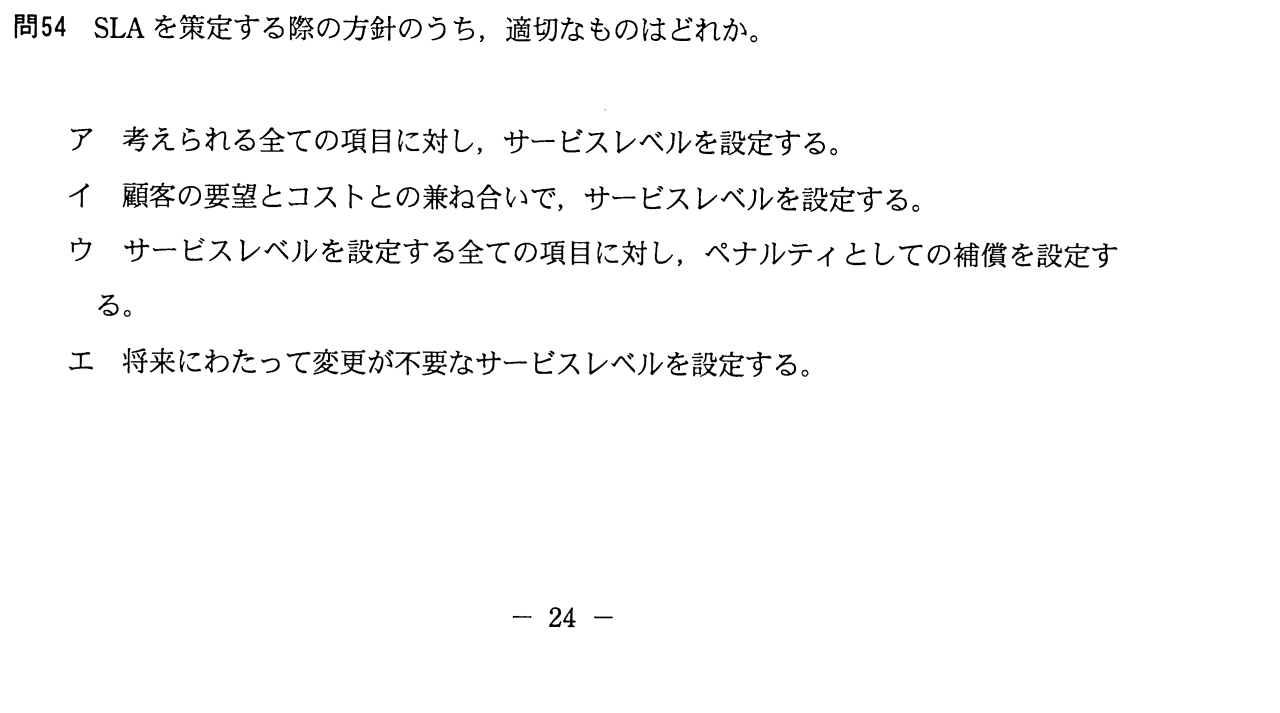 問54 SLA を策定する際の方針のうち，適切なものはどれか。
ア 考えられる全ての項目に対し，サービスレベルを設定する。
イ 顧客の要望とコストとの兼ね合いで，サービスレベルを設定する。
ウ サービスレベルを設定する全ての項目に対し，ペナルティとしての補償を設定す
る。
エ 将来にわたって変更が不要なサービスレベルを設定する。
－ 24 －